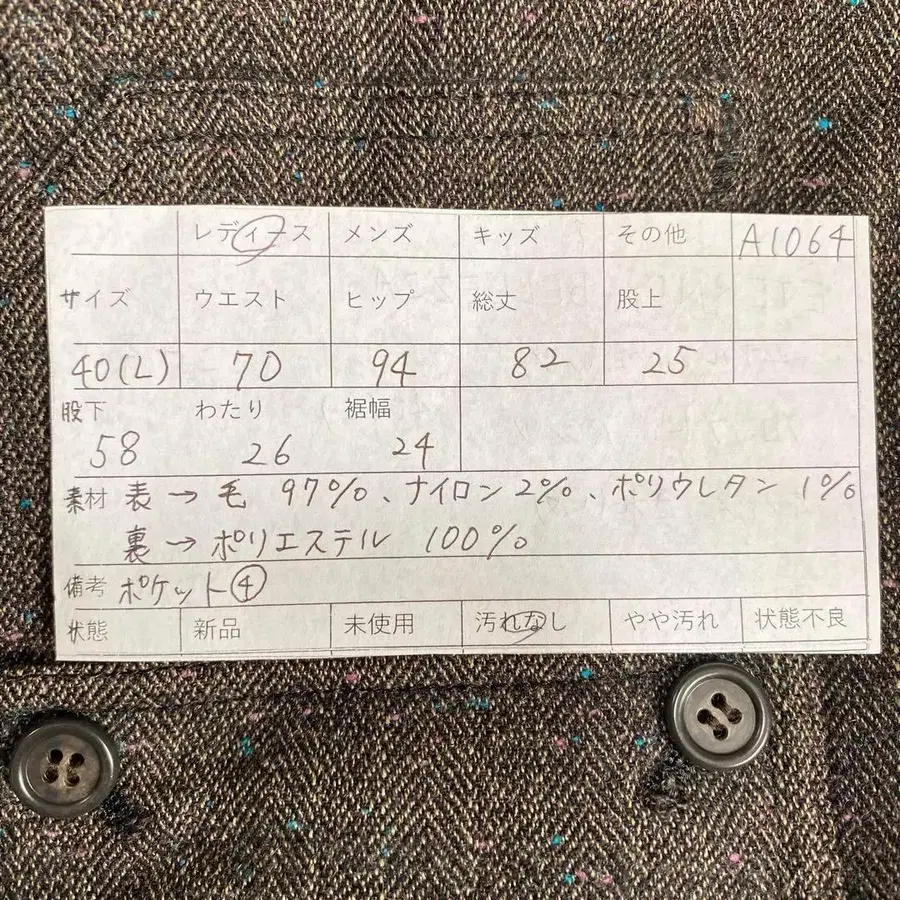 レディース メンズ キッズ その他 A1064
サイズ ウエスト ヒップ 総丈 股上
40(L) 70 94 82 25
股下 わたり 裾幅
58 26 24
素材 表→毛 97%、ナイロン2%、ポリウレタン 1%
裏→ポリエステル 100%
備考 ポケット④
状態 新品 未使用 汚れなし やや汚れ 状態不良